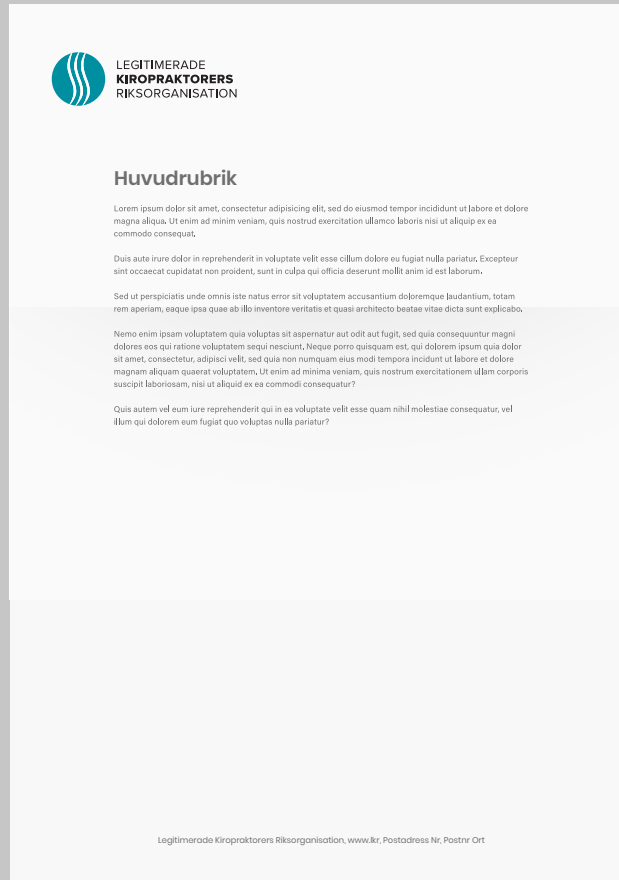 LEGITIMERADE
KIROPRAKTORERS
RIKSORGANISATION
Huvudrubrik
Lorem ipsum dolor sit amet, consectetur adipisicing elit, sed do eiusmod tempor incididunt ut labore et dolore
magna aliqua. Ut enim ad minim veniam, quis nostrud exercitation ullamco laboris nisi ut aliquip ex ea
commodo consequat.
Duis aute irure dolor in reprehenderit in voluptate velit esse cillum dolore eu fugiat nulla pariatur. Excepteur
sint occaecat cupidatat non proident, sunt in culpa qui officia deserunt mollit anim id est laborum.
Sed ut perspiciatis unde omnis iste natus error sit voluptatem accusantium doloremque laudantium, totam
rem aperiam, eaque ipsa quae ab illo inventore veritatis et quasi architecto beatae vitae dicta sunt explicabo.
Nemo enim ipsam voluptatem quia voluptas sit aspernatur aut odit aut fugit, sed quia consequuntur magni
dolores eos qui ratione voluptatem sequi nesciunt. Neque porro quisquam est, qui dolorem ipsum quia dolor
sit amet, consectetur, adipisci velit, sed quia non numquam eius modi tempora incidunt ut labore et dolore
magnam aliquam quaerat voluptatem. Ut enim ad minima veniam, quis nostrum exercitationem ullam corporis
suscipit laboriosam, nisi ut aliquid ex ea commodi consequatur?
Quis autem vel eum iure reprehenderit qui in ea voluptate velit esse quam nihil molestiae consequatur, vel
illum qui dolorem eum fugiat quo voluptas nulla pariatur?
Legitimerade Kiropraktorers Riksorganisation, www.lkr, Postadress Nr, Postnr Ort